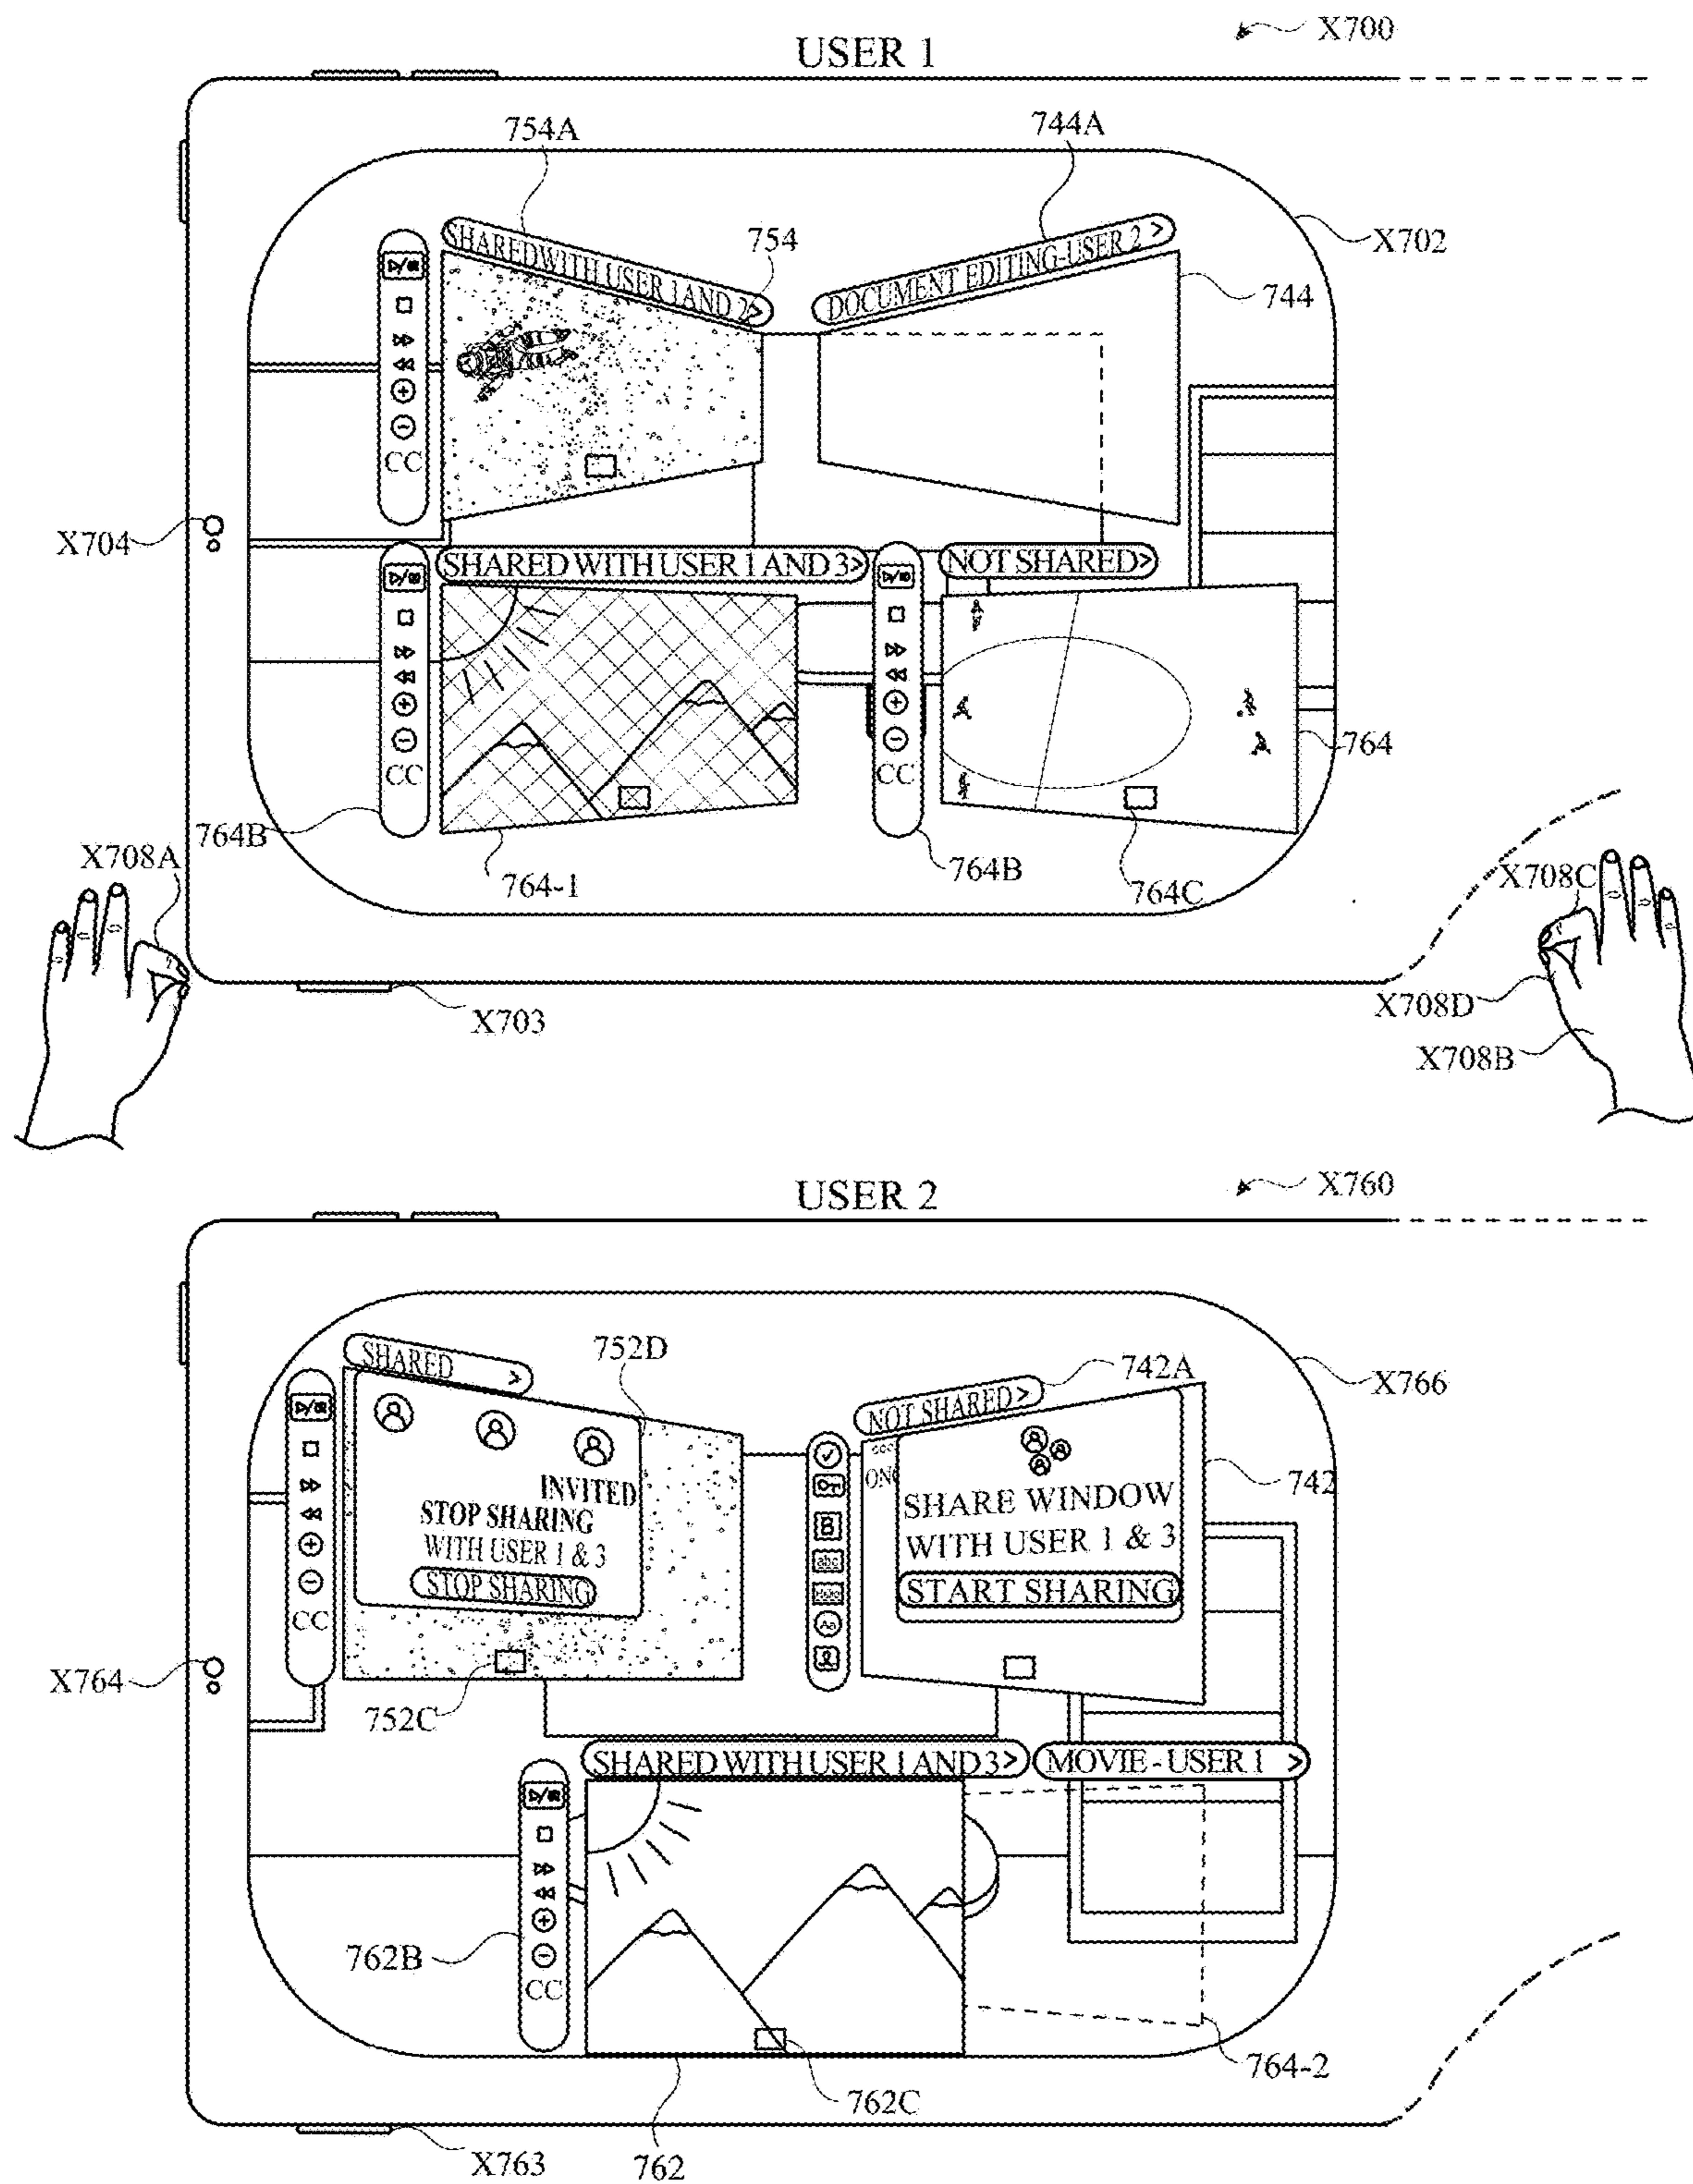 X700
USER 1
754A
744A
SHAREDWITH USER 1AND 2>
754
DOCUMENT EDITING-USER 2 >
X702
744
CC
X704
SHARED WITH USER 1 AND 3>
NOT SHARED>
CC
CC
764
764B
X708A
764-1
764B
764C
X708C
X703
X708D
X708B
USER 2
X760
SHARED >
752D
742A
NOT SHARED>
X766
INVITED
STOP SHARING
WITH USER 1 & 3
STOP SHARING
CC
B
abc
SHARE WINDOW
WITH USER 1 & 3
START SHARING
742
X764
752C
SHARED WITH USER 1 AND 3>
MOVIE - USER 1 >
762B
CC
764-2
762C
X763
762